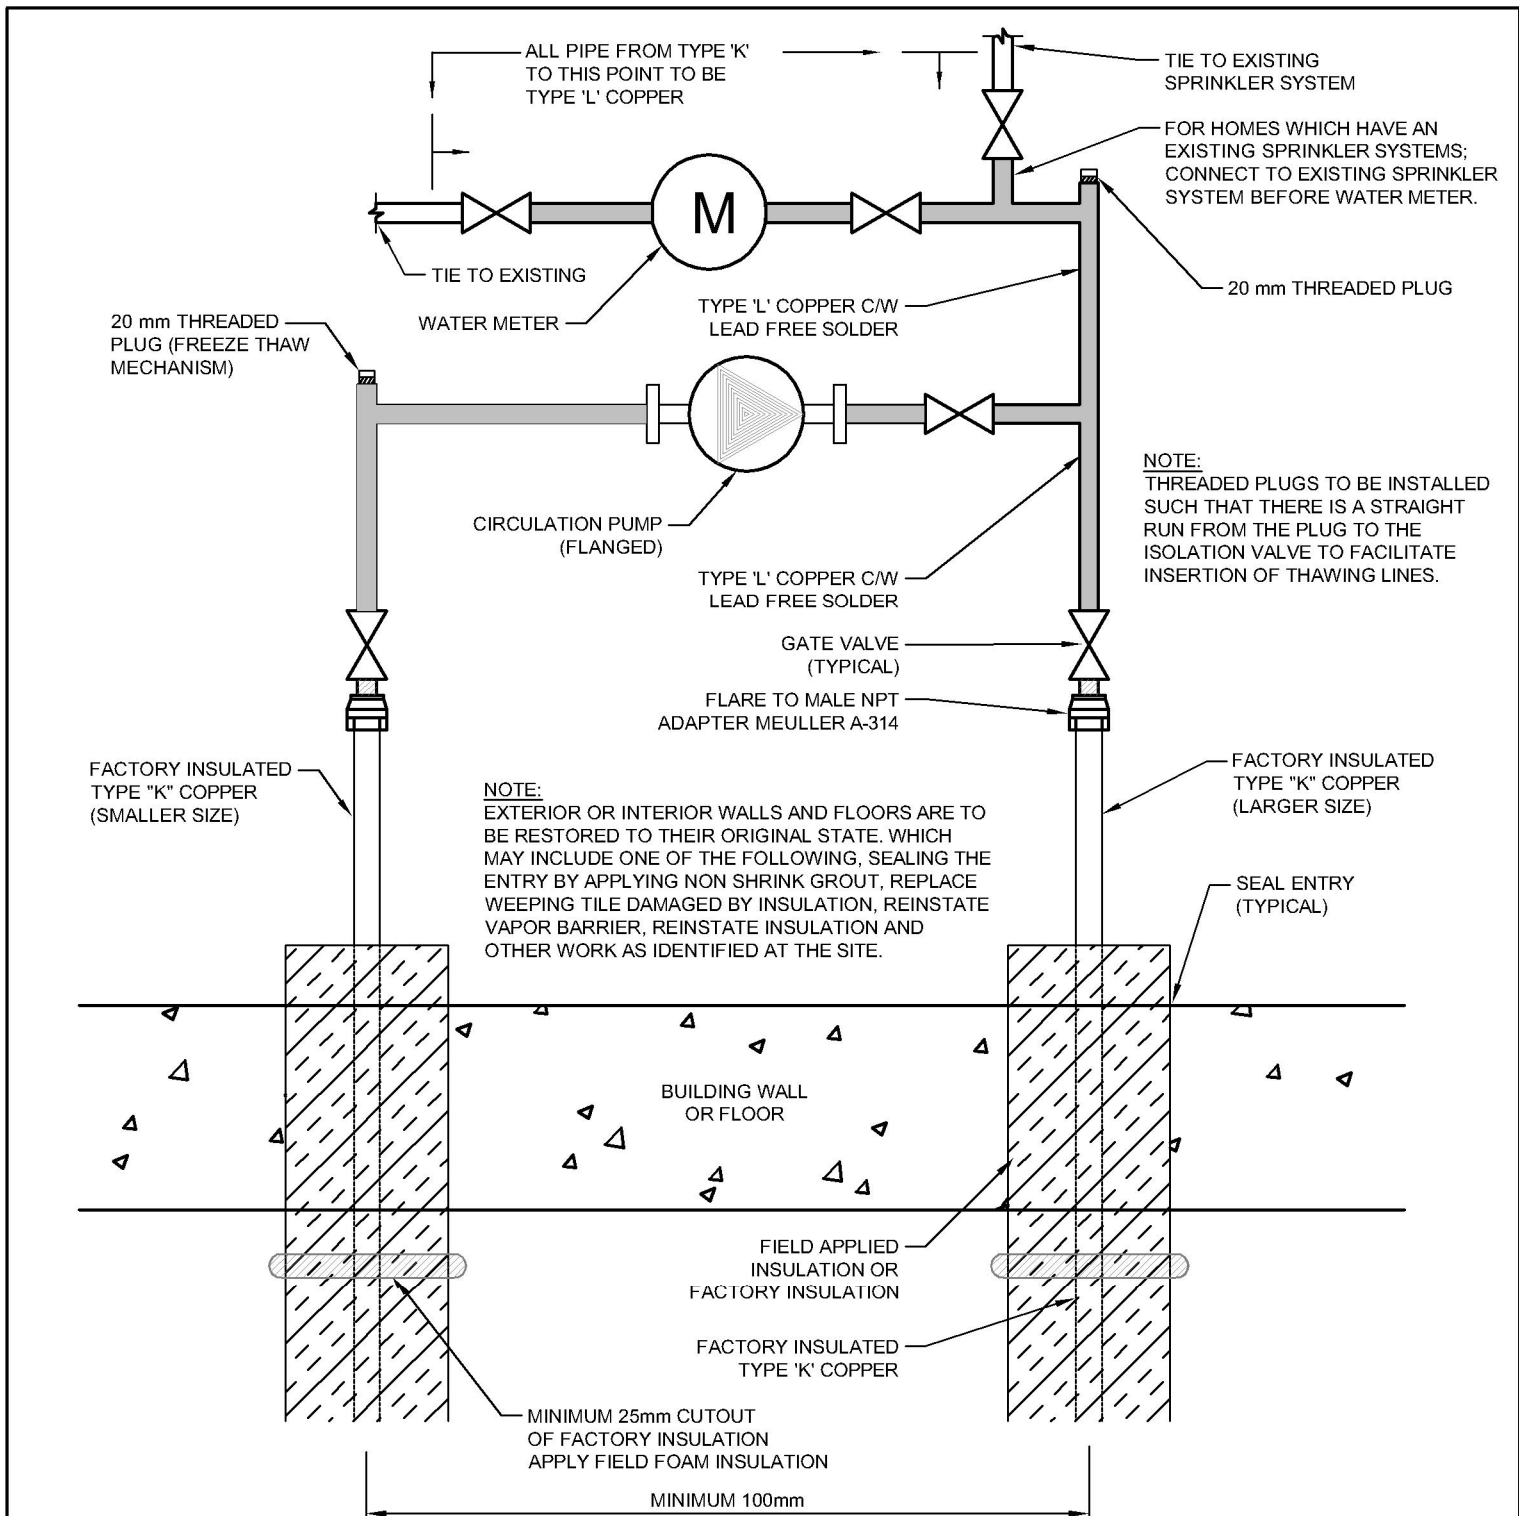 ALL PIPE FROM TYPE 'K'
TO THIS POINT TO BE
TYPE 'L' COPPER
TIE TO EXISTING
SPRINKLER SYSTEM
FOR HOMES WHICH HAVE AN
EXISTING SPRINKLER SYSTEMS;
CONNECT TO EXISTING SPRINKLER
SYSTEM BEFORE WATER METER.
M
TIE TO EXISTING
WATER METER
TYPE 'L' COPPER C/W
LEAD FREE SOLDER
20 mm THREADED PLUG
20 mm THREADED
PLUG (FREEZE THAW
MECHANISM)
CIRCULATION PUMP
(FLANGED)
NOTE:
THREADED PLUGS TO BE INSTALLED
SUCH THAT THERE IS A STRAIGHT
RUN FROM THE PLUG TO THE
ISOLATION VALVE TO FACILITATE
INSERTION OF THAWING LINES.
TYPE 'L' COPPER C/W
LEAD FREE SOLDER
GATE VALVE
(TYPICAL)
FLARE TO MALE NPT
ADAPTER MEULLER A-314
FACTORY INSULATED
TYPE "K" COPPER
(SMALLER SIZE)
NOTE:
EXTERIOR OR INTERIOR WALLS AND FLOORS ARE TO
BE RESTORED TO THEIR ORIGINAL STATE. WHICH
MAY INCLUDE ONE OF THE FOLLOWING, SEALING THE
ENTRY BY APPLYING NON SHRINK GROUT, REPLACE
WEEPING TILE DAMAGED BY INSULATION, REINSTATE
VAPOR BARRIER, REINSTATE INSULATION AND
OTHER WORK AS IDENTIFIED AT THE SITE.
FACTORY INSULATED
TYPE "K" COPPER
(LARGER SIZE)
SEAL ENTRY
(TYPICAL)
BUILDING WALL
OR FLOOR
FIELD APPLIED
INSULATION OR
FACTORY INSULATION
FACTORY INSULATED
TYPE 'K' COPPER
MINIMUM 25mm CUTOUT
OF FACTORY INSULATION
APPLY FIELD FOAM INSULATION
MINIMUM 100mm